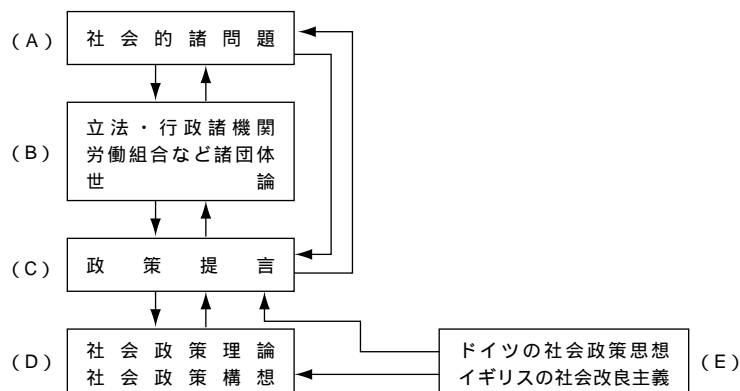 (A)
社会的諸問題
(B)
立法・行政諸機関
労働組合など諸団体
世論
(C)
政策提言
(D)
社会政策理論
社会政策構想
ドイツの社会政策思想
イギリスの社会改良主義
(E)